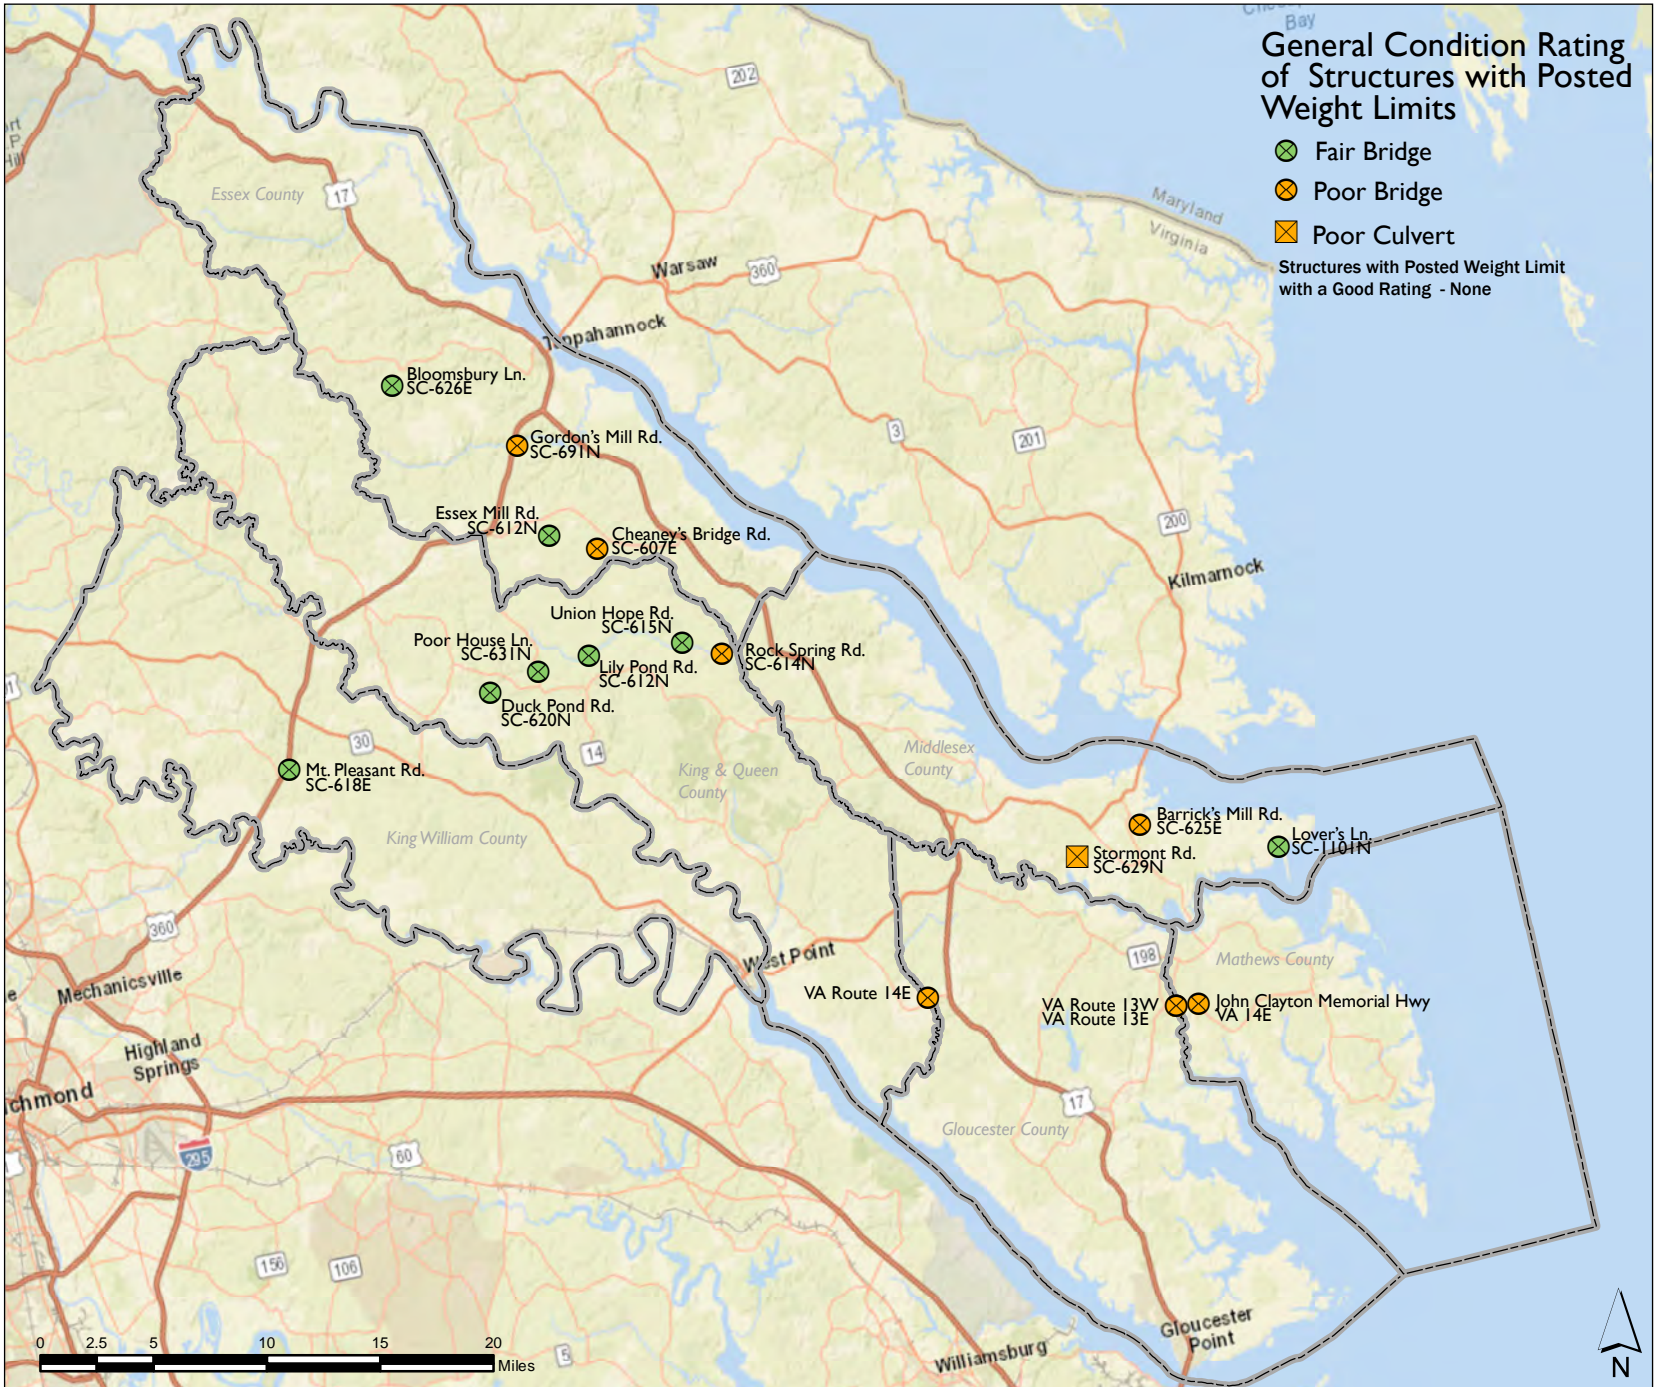 General Condition Rating
of Structures with Posted
Weight Limits
Fair Bridge
Poor Bridge
Poor Culvert
Structures with Posted Weight Limit
with a Good Rating - None
Bay
202
Maryland
Virginia
Essex County
17
Warsaw
360
Tappahannock
Bloomsbury Ln.
SC-626E
Gordon's Mill Rd.
SC-691N
3
201
200
Essex Mill Rd.
SC-612N
Cheaney's Bridge Rd.
SC-607E
Kilmarnock
Union Hope Rd.
SC-615N
Poor House Ln.
SC-631N
Rock Spring Rd.
SC-614N
Lily Pond Rd.
SC-612N
Duck Pond Rd.
SC-620N
30
14
Middlesex
County
King & Queen
County
Mt. Pleasant Rd.
SC-618E
King William County
Barrick's Mill Rd.
SC-625E
Lover's Ln.
SC-1101N
Stormont Rd.
SC-629N
360
West Point
198
Mathews County
Mechanicsville
VA Route 14E
VA Route 13W
VA Route 13E
John Clayton Memorial Hwy
VA 14E
Highland
Springs
chmond
17
Gloucester County
295
60
156
106
Gloucester
Point
Williamsburg
5
0 2.5 5 10 15 20
Miles
N